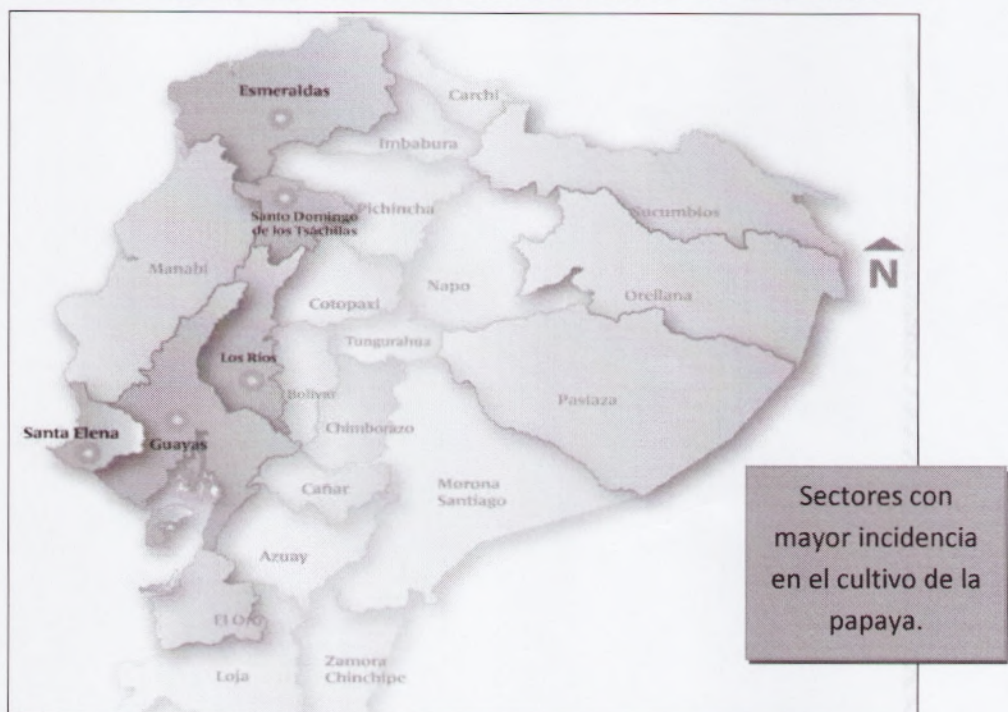 Esmeraldas
Carchi
Imbabura
Santo Domingo
de los Tsáchilas
Pichincha
Sucumbios
Manabí
Cotopaxi
Napo
Orellana
N
Tungurahua
Los Ríos
Bolívar
Pastaza
Santa Elena
Guayas
Chimborazo
Cañar
Morona
Santiago
Azuay
El Oro
Loja
Zamora
Chinchipe
Sectores con
mayor incidencia
en el cultivo de la
papaya.